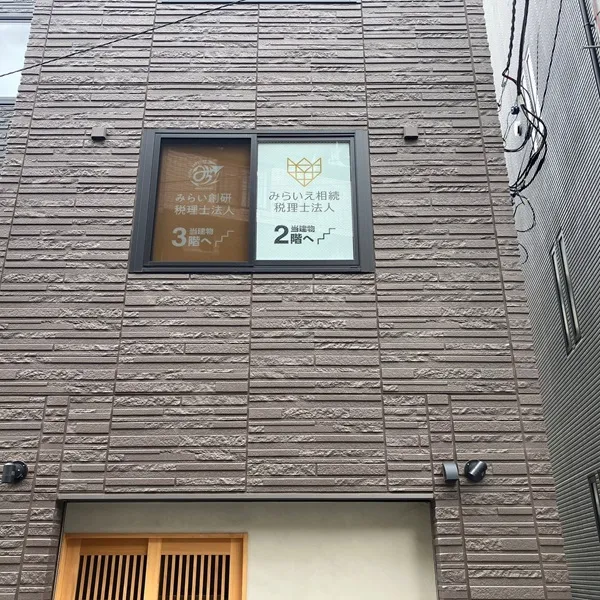 みらい創研
税理士法人
当建物
3階へ
みらいえ相続
税理士法人
当建物
2階へ